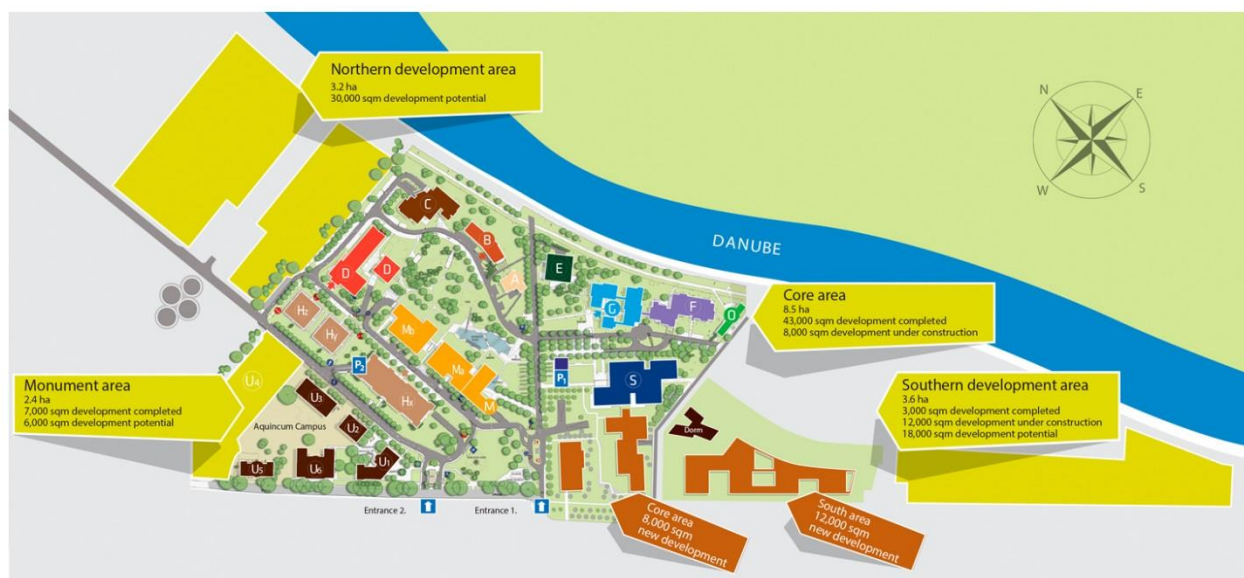 Northern development area
3.2 ha
30,000 sqm development potential
N
E
W
S
DANUBE
C
B
A
E
D
D
G
F
O
Core area
8.5 ha
43,000 sqm development completed
8,000 sqm development under construction
Hz
Hy
Mb
Ma
M
P2
Hx
P1
S
Monument area
2.4 ha
7,000 sqm development completed
6,000 sqm development potential
U4
U3
Aquincum Campus
U2
U5
U6
U1
Southern development area
3.6 ha
3,000 sqm development completed
12,000 sqm development under construction
18,000 sqm development potential
Dorm
Entrance 2.
Entrance 1.
Core area
8,000 sqm
new development
South area
12,000 sqm
new development